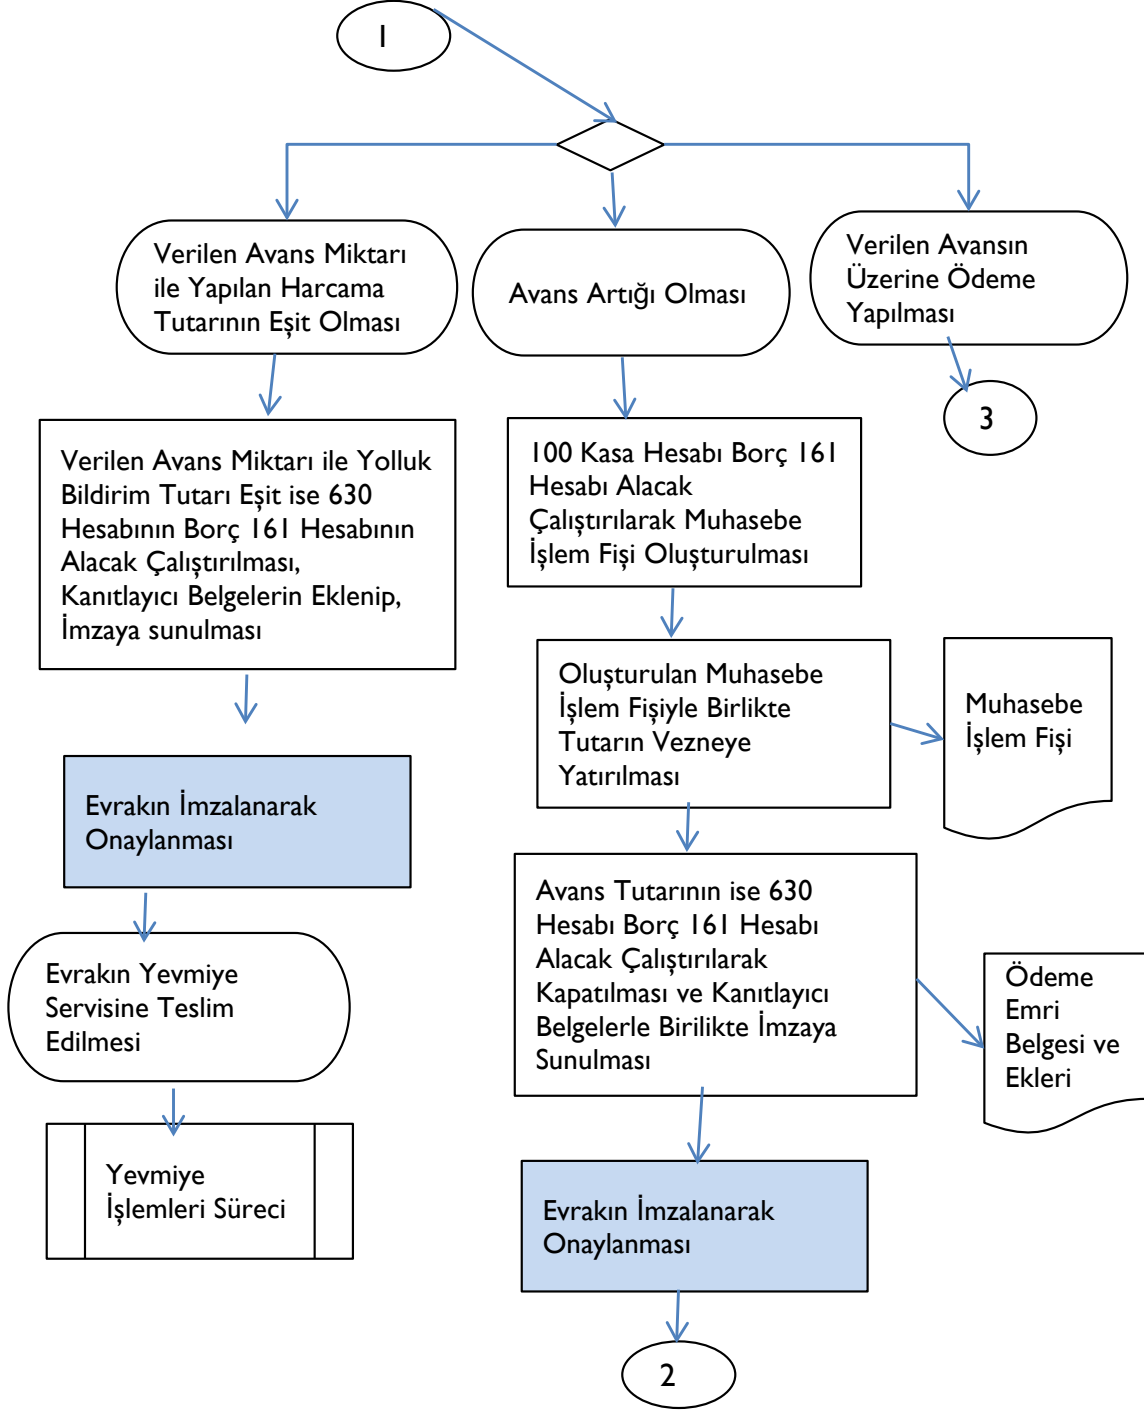 1
Verilen Avans Miktarı
ile Yapılan Harcama
Tutarının Eşit Olması
Avans Artığı Olması
Verilen Avansın
Üzerine Ödeme
Yapılması
3
Verilen Avans Miktarı ile Yolluk
Bildirim Tutarı Eşit ise 630
Hesabının Borç 161 Hesabının
Alacak Çalıştırılması,
Kanıtlayıcı Belgelerin Eklenip,
İmzaya sunulması
100 Kasa Hesabı Borç 161
Hesabı Alacak
Çalıştırılarak Muhasebe
İşlem Fişi Oluşturulması
Oluşturulan Muhasebe
İşlem Fişiyle Birlikte
Tutarın Vezneye
Yatırılması
Muhasebe
İşlem Fişi
Evrakın İmzalanarak
Onaylanması
Avans Tutarının ise 630
Hesabı Borç 161 Hesabı
Alacak Çalıştırılarak
Kapatılması ve Kanıtlayıcı
Belgelerle Birilikte İmzaya
Sunulması
Ödeme
Emri
Belgesi ve
Ekleri
Evrakın Yevmiye
Servisine Teslim
Edilmesi
Yevmiye
İşlemleri Süreci
Evrakın İmzalanarak
Onaylanması
2